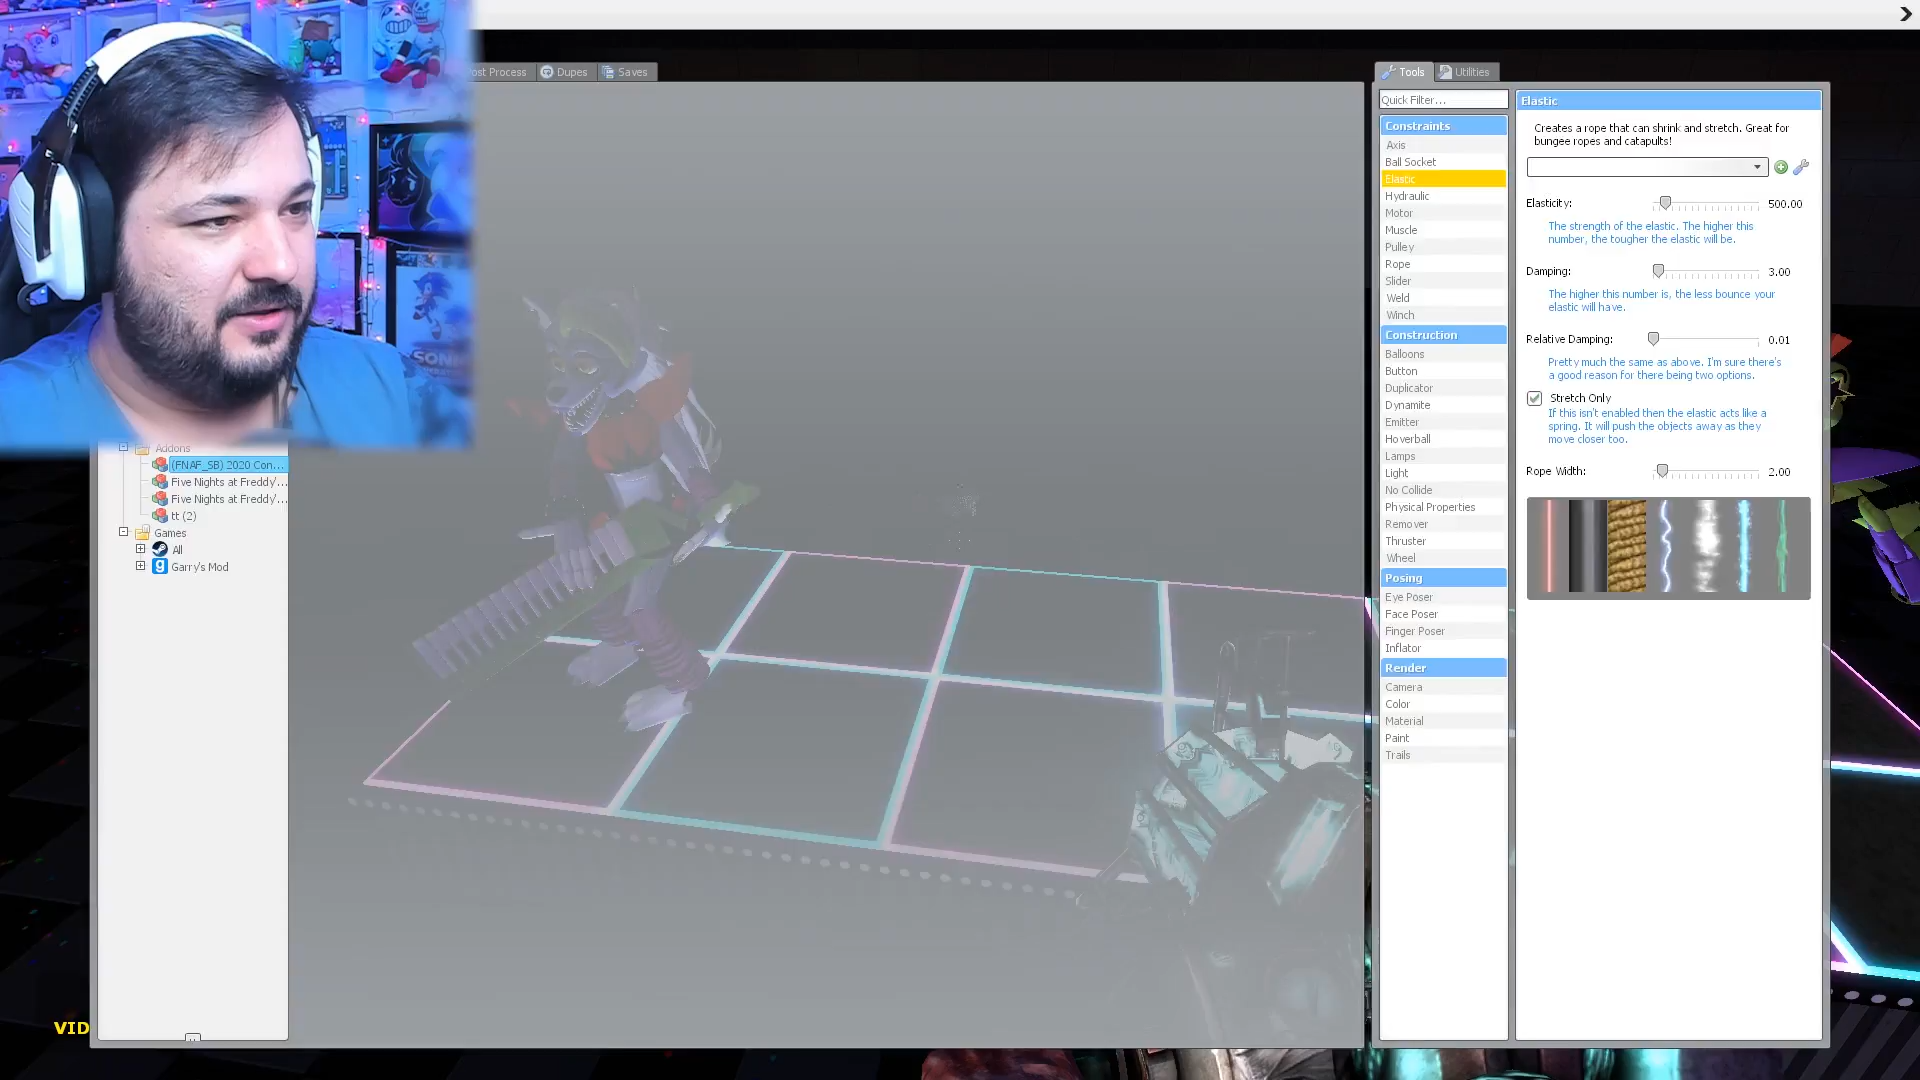 ost Process
Dupes
Saves
Tools
Utilities
Quick Filter...
Constraints
Axis
Ball Socket
Elastic
Hydraulic
Motor
Muscle
Pulley
Rope
Slider
Weld
Winch
Construction
Balloons
Button
Duplicator
Dynamite
Emitter
Hoverball
Lamps
Light
No Collide
Physical Properties
Remover
Thruster
Wheel
Posing
Eye Poser
Face Poser
Finger Poser
Inflator
Render
Camera
Color
Material
Paint
Trails
Elastic
Creates a rope that can shrink and stretch. Great for
bungee ropes and catapults!
Elasticity: 500.00
The strength of the elastic. The higher this
number, the tougher the elastic will be.
Damping: 3.00
The higher this number is, the less bounce your
elastic will have.
Relative Damping: 0.01
Pretty much the same as above. I'm sure there's
a good reason for there being two options.
Stretch Only
If this isn't enabled then the elastic acts like a
spring. It will push the objects away as they
move closer too.
Rope Width: 2.00
Addons
(FNAF_SB) 2020 Con...
Five Nights at Freddy'...
Five Nights at Freddy'...
tt (2)
Games
All
Garry's Mod
VID
SONIC